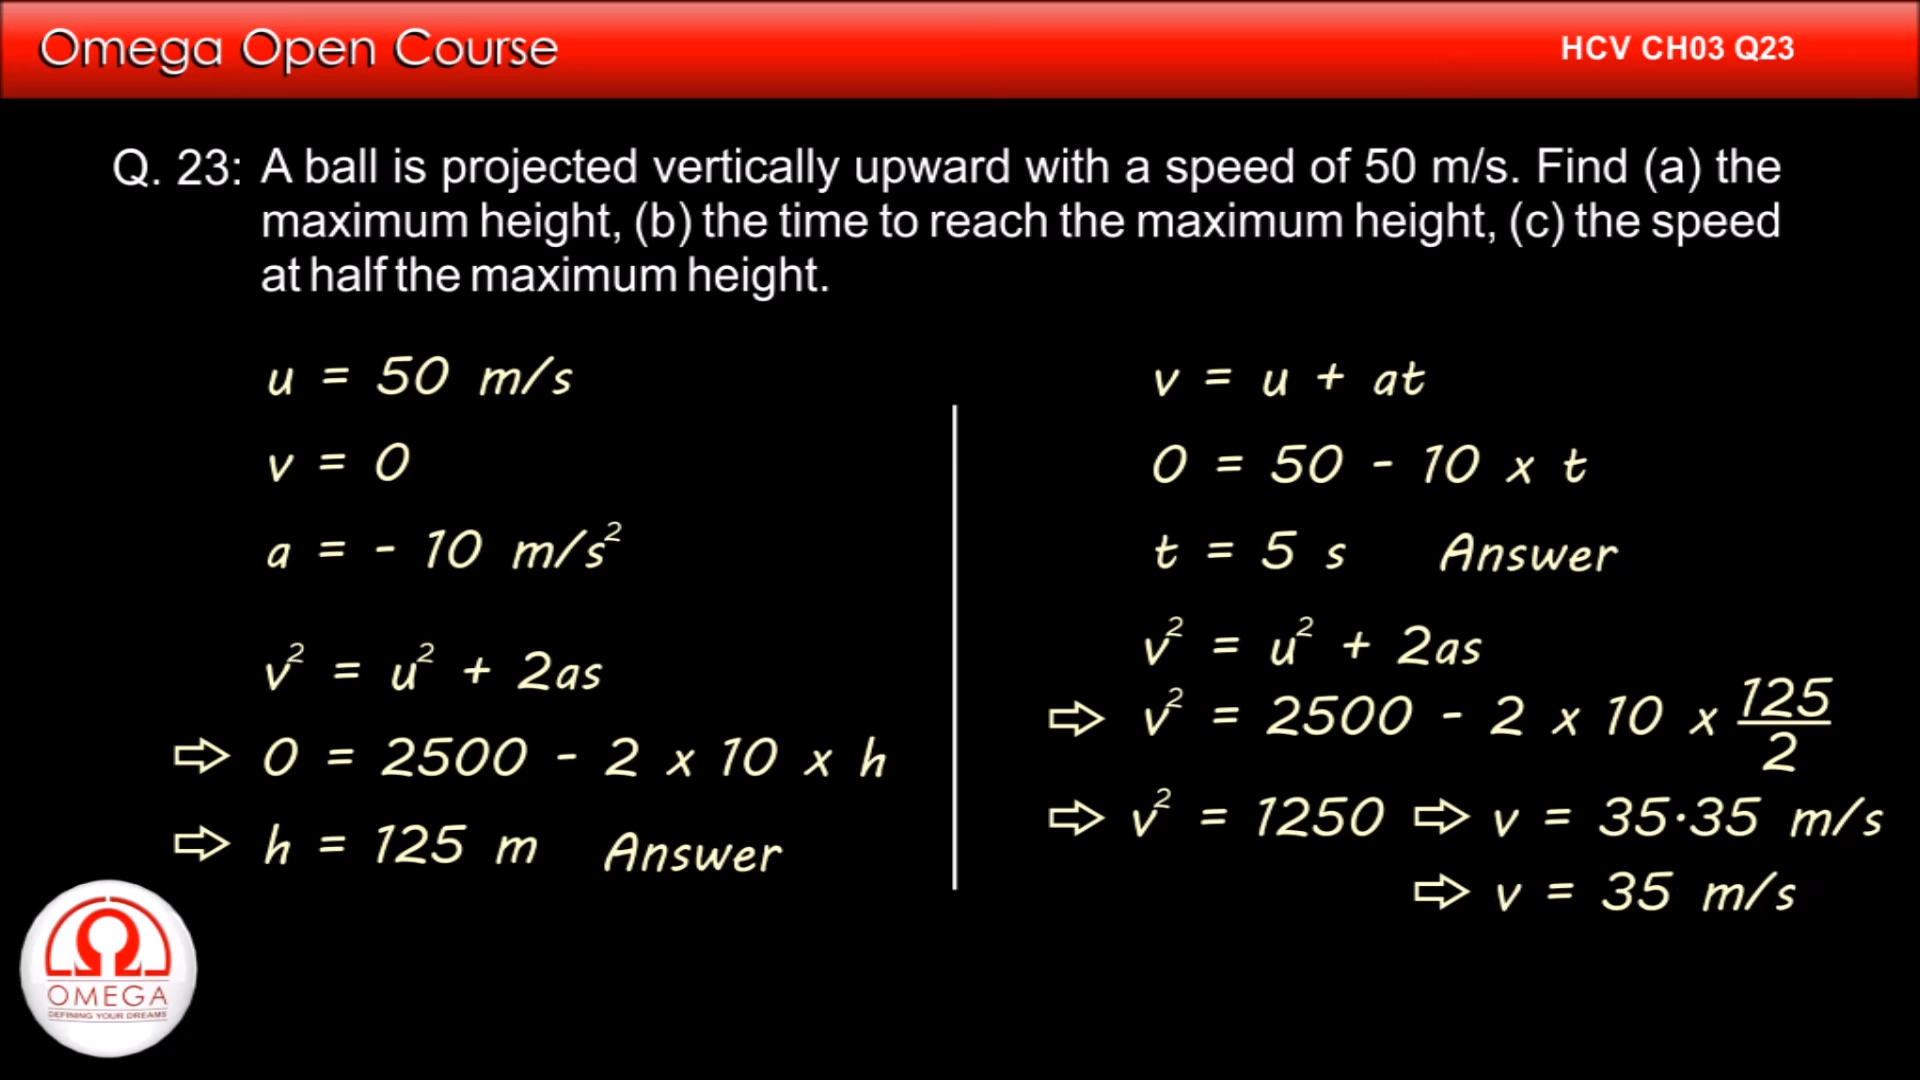 Omega Open Course
HCV CH03 Q23
Q. 23: A ball is projected vertically upward with a speed of 50 m/s. Find (a) the
maximum height, (b) the time to reach the maximum height, (c) the speed
at half the maximum height.
u = 50 m/s
v = 0
a = - 10 m/s²
v² = u² + 2as
⇨ 0 = 2500 - 2 x 10 x h
⇨ h = 125 m Answer
v = u + at
0 = 50 - 10 x t
t = 5 s Answer
v² = u² + 2as
⇨ v² = 2500 - 2 x 10 x 125/2
⇨ v² = 1250 ⇨ v = 35·35 m/s
⇨ v = 35 m/s
OMEGA
DEFINING YOUR DREAMS